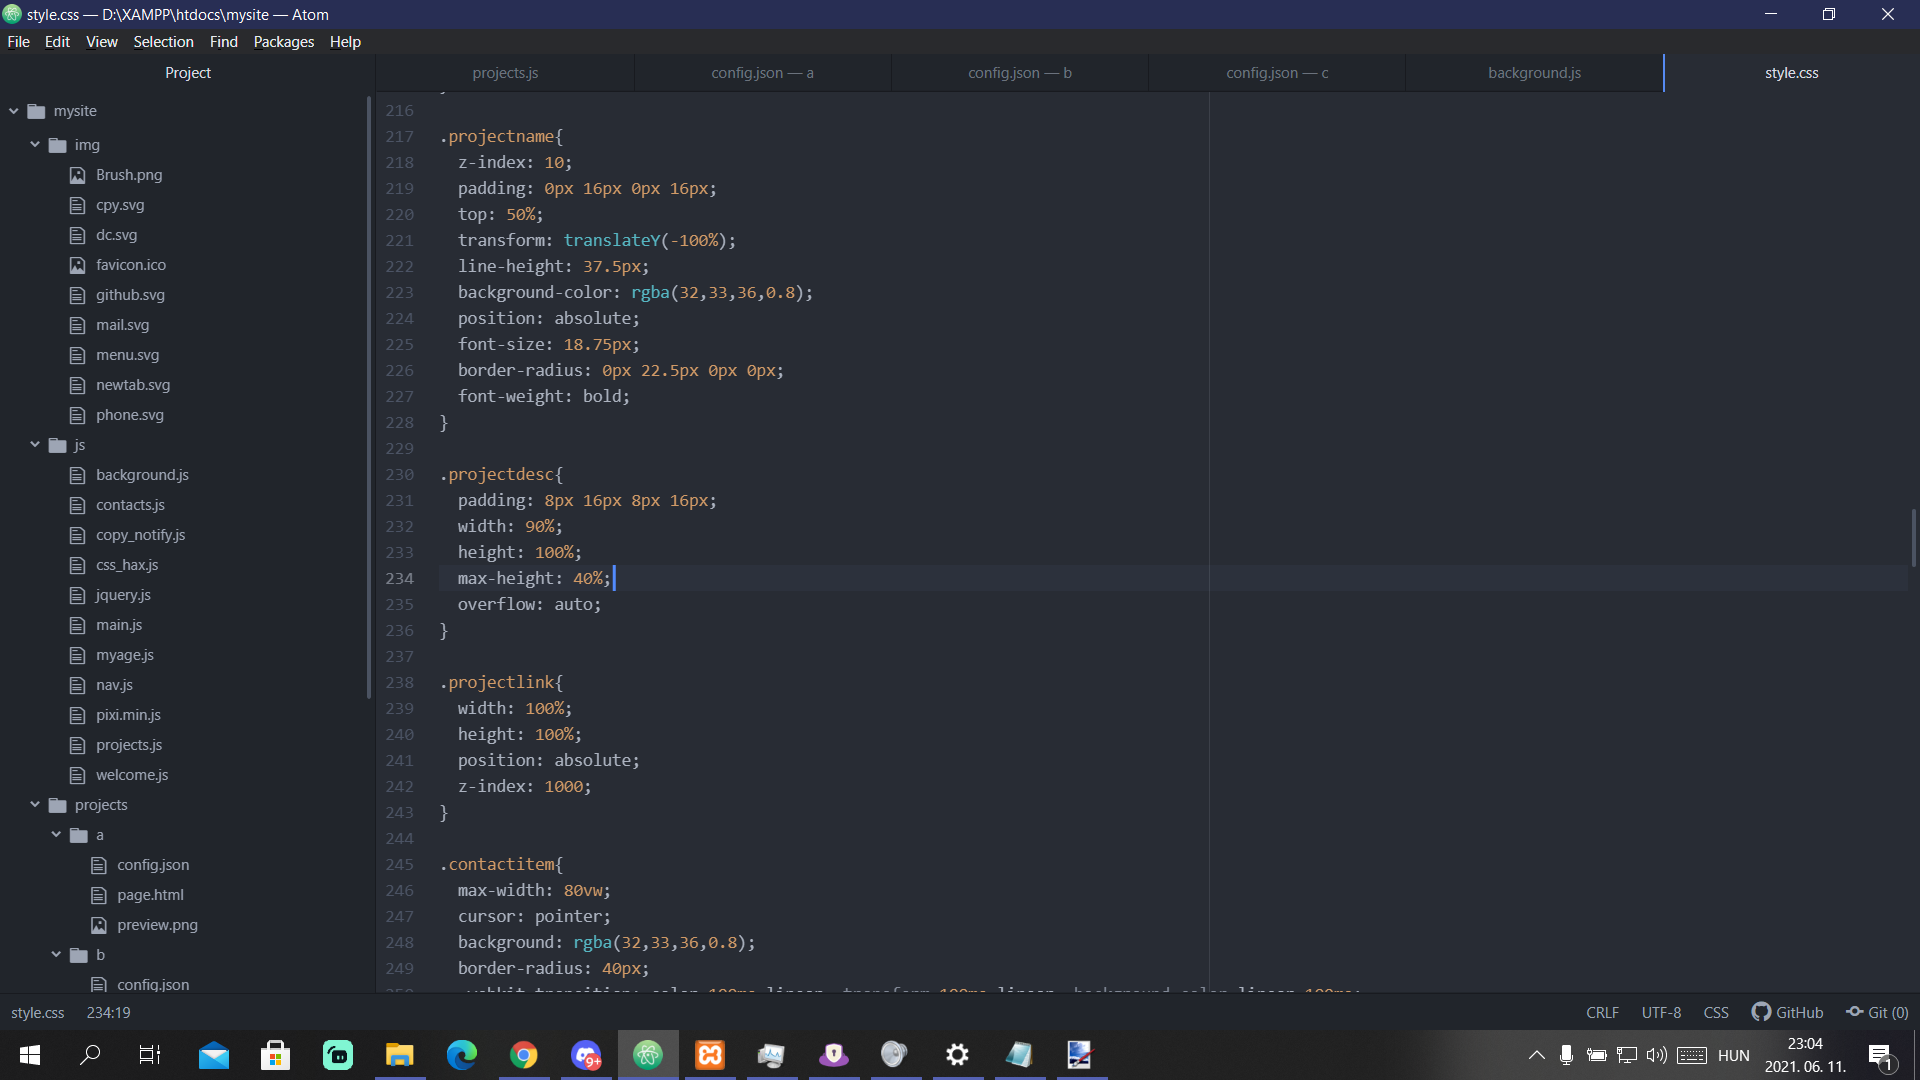 style.css — D:\XAMPP\htdocs\mysite — Atom
File Edit View Selection Find Packages Help
Project
projects.js
config.json — a
config.json — b
config.json — c
background.js
style.css
mysite
img
Brush.png
cpy.svg
dc.svg
favicon.ico
github.svg
mail.svg
menu.svg
newtab.svg
phone.svg
js
background.js
contacts.js
copy_notify.js
css_hax.js
jquery.js
main.js
myage.js
nav.js
pixi.min.js
projects.js
welcome.js
projects
a
config.json
page.html
preview.png
b
config.json
216
217 .projectname{
218 z-index: 10;
219 padding: 0px 16px 0px 16px;
220 top: 50%;
221 transform: translateY(-100%);
222 line-height: 37.5px;
223 background-color: rgba(32,33,36,0.8);
224 position: absolute;
225 font-size: 18.75px;
226 border-radius: 0px 22.5px 0px 0px;
227 font-weight: bold;
228 }
229
230 .projectdesc{
231 padding: 8px 16px 8px 16px;
232 width: 90%;
233 height: 100%;
234 max-height: 40%;
235 overflow: auto;
236 }
237
238 .projectlink{
239 width: 100%;
240 height: 100%;
241 position: absolute;
242 z-index: 1000;
243 }
244
245 .contactitem{
246 max-width: 80vw;
247 cursor: pointer;
248 background: rgba(32,33,36,0.8);
249 border-radius: 40px;
style.css 234:19
CRLF UTF-8 CSS GitHub Git (0)
9+
HUN
23:04
2021. 06. 11.
1